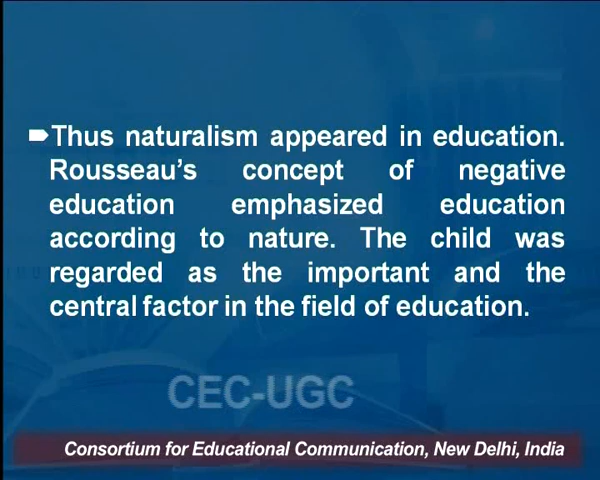 Thus naturalism appeared in education.
Rousseau's concept of negative
education emphasized education
according to nature. The child was
regarded as the important and the
central factor in the field of education.
CEC-UGC
Consortium for Educational Communication, New Delhi, India